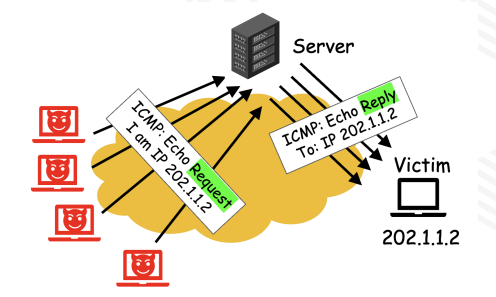 Server
ICMP: Echo Request
I am IP 202.1.1.2
ICMP: Echo Reply
To: IP 202.1.1.2
Victim
202.1.1.2